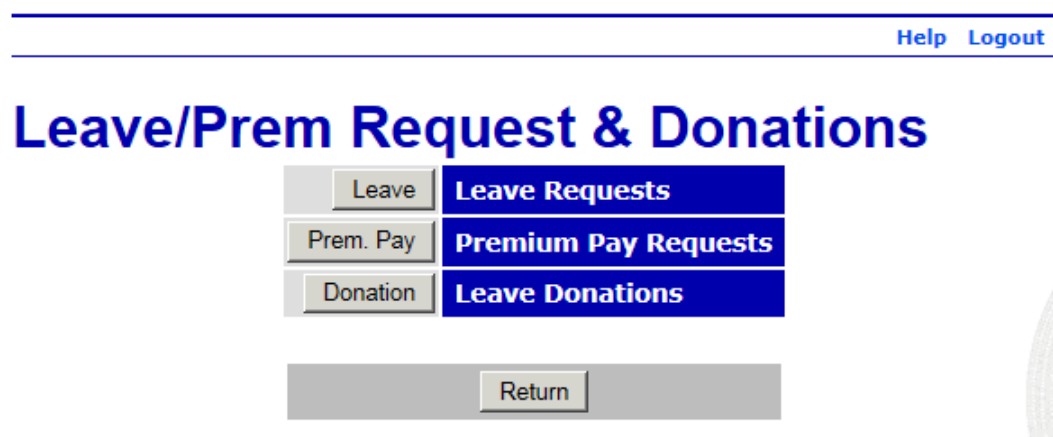 Help Logout
Leave/Prem Request & Donations
Leave Leave Requests
Prem. Pay Premium Pay Requests
Donation Leave Donations
Return